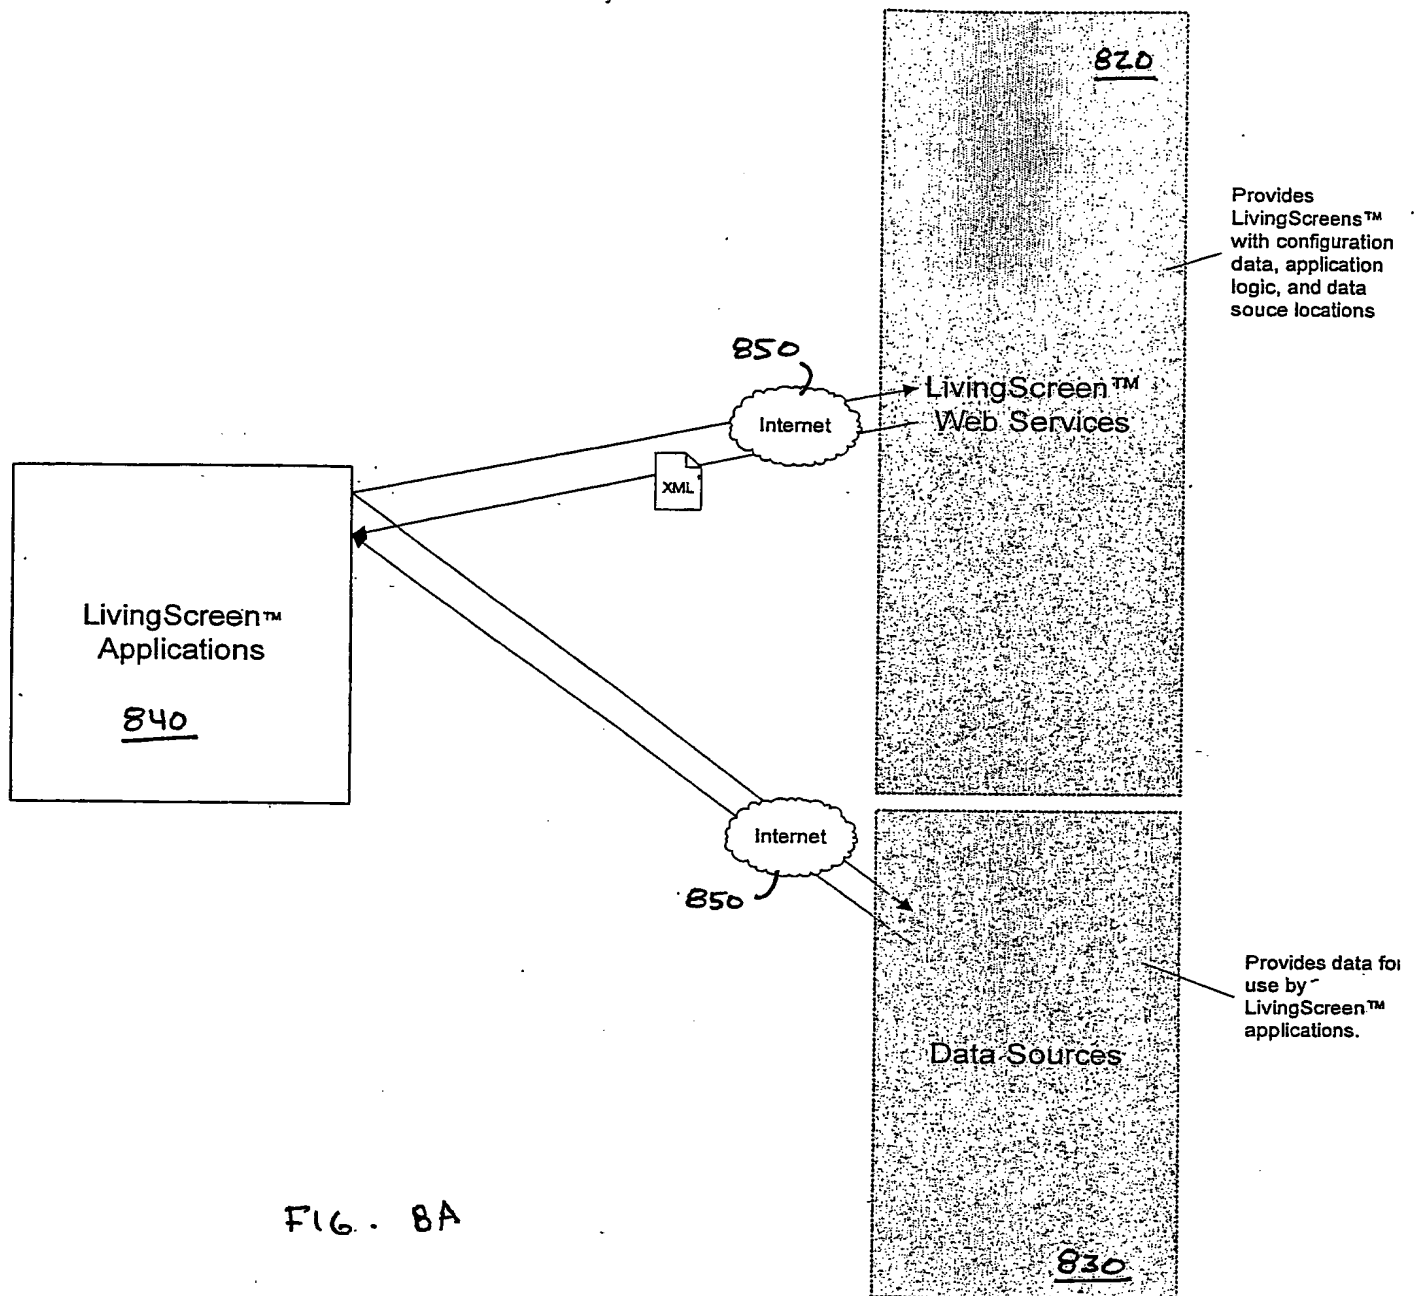 820
Provides
LivingScreens™
with configuration
data, application
logic, and data
souce locations
850
LivingScreen™
Web Services
Internet
XML
LivingScreen™
Applications
840
Internet
850
Provides data for
use by
LivingScreen™
applications.
Data Sources
FIG. 8A
830